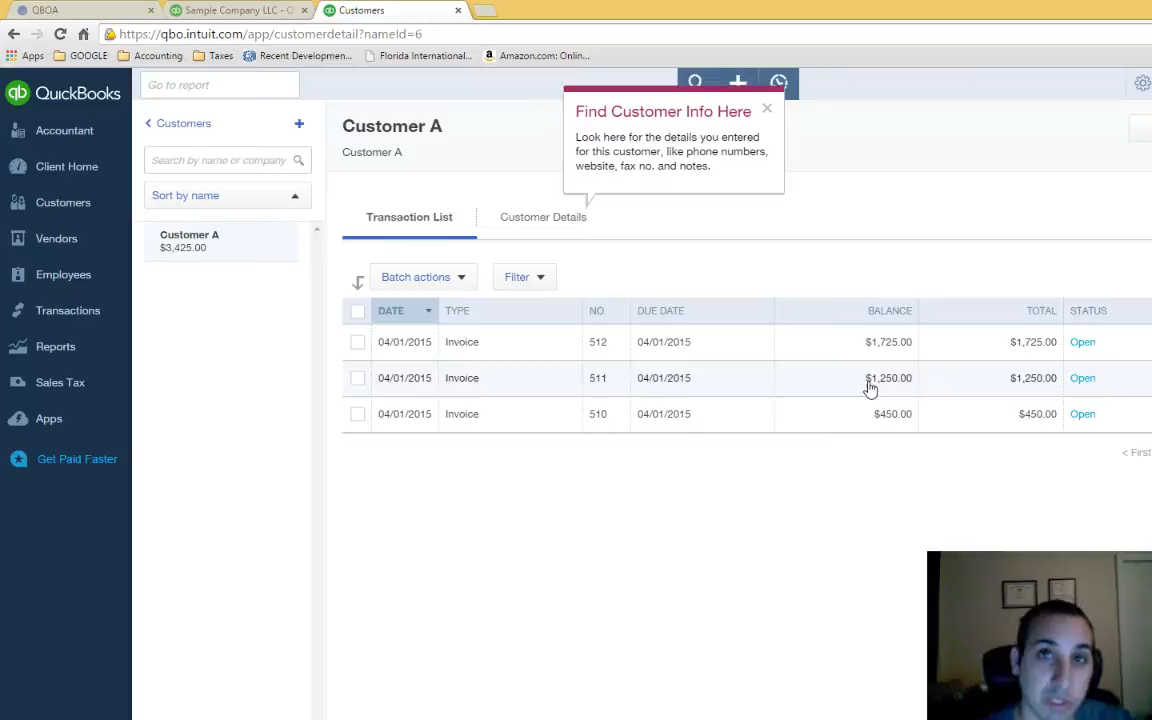 QBOA
Sample Company LLC - Q
Customers
https://qbo.intuit.com/app/customerdetail?nameId=6
Apps
GOOGLE
Accounting
Taxes
Recent Developmen...
Florida International...
Amazon.com: Onlin...
qb QuickBooks
Accountant
Client Home
Customers
Vendors
Employees
Transactions
Reports
Sales Tax
Apps
Get Paid Faster
Go to report
Customers
Search by name or company
Sort by name
Customer A
$3,425.00
Customer A
Customer A
Find Customer Info Here
Look here for the details you entered
for this customer, like phone numbers,
website, fax no. and notes.
Transaction List
Customer Details
Batch actions
Filter
DATE TYPE NO. DUE DATE BALANCE TOTAL STATUS
04/01/2015 Invoice 512 04/01/2015 $1,725.00 $1,725.00 Open
04/01/2015 Invoice 511 04/01/2015 $1,250.00 $1,250.00 Open
04/01/2015 Invoice 510 04/01/2015 $450.00 $450.00 Open
< First